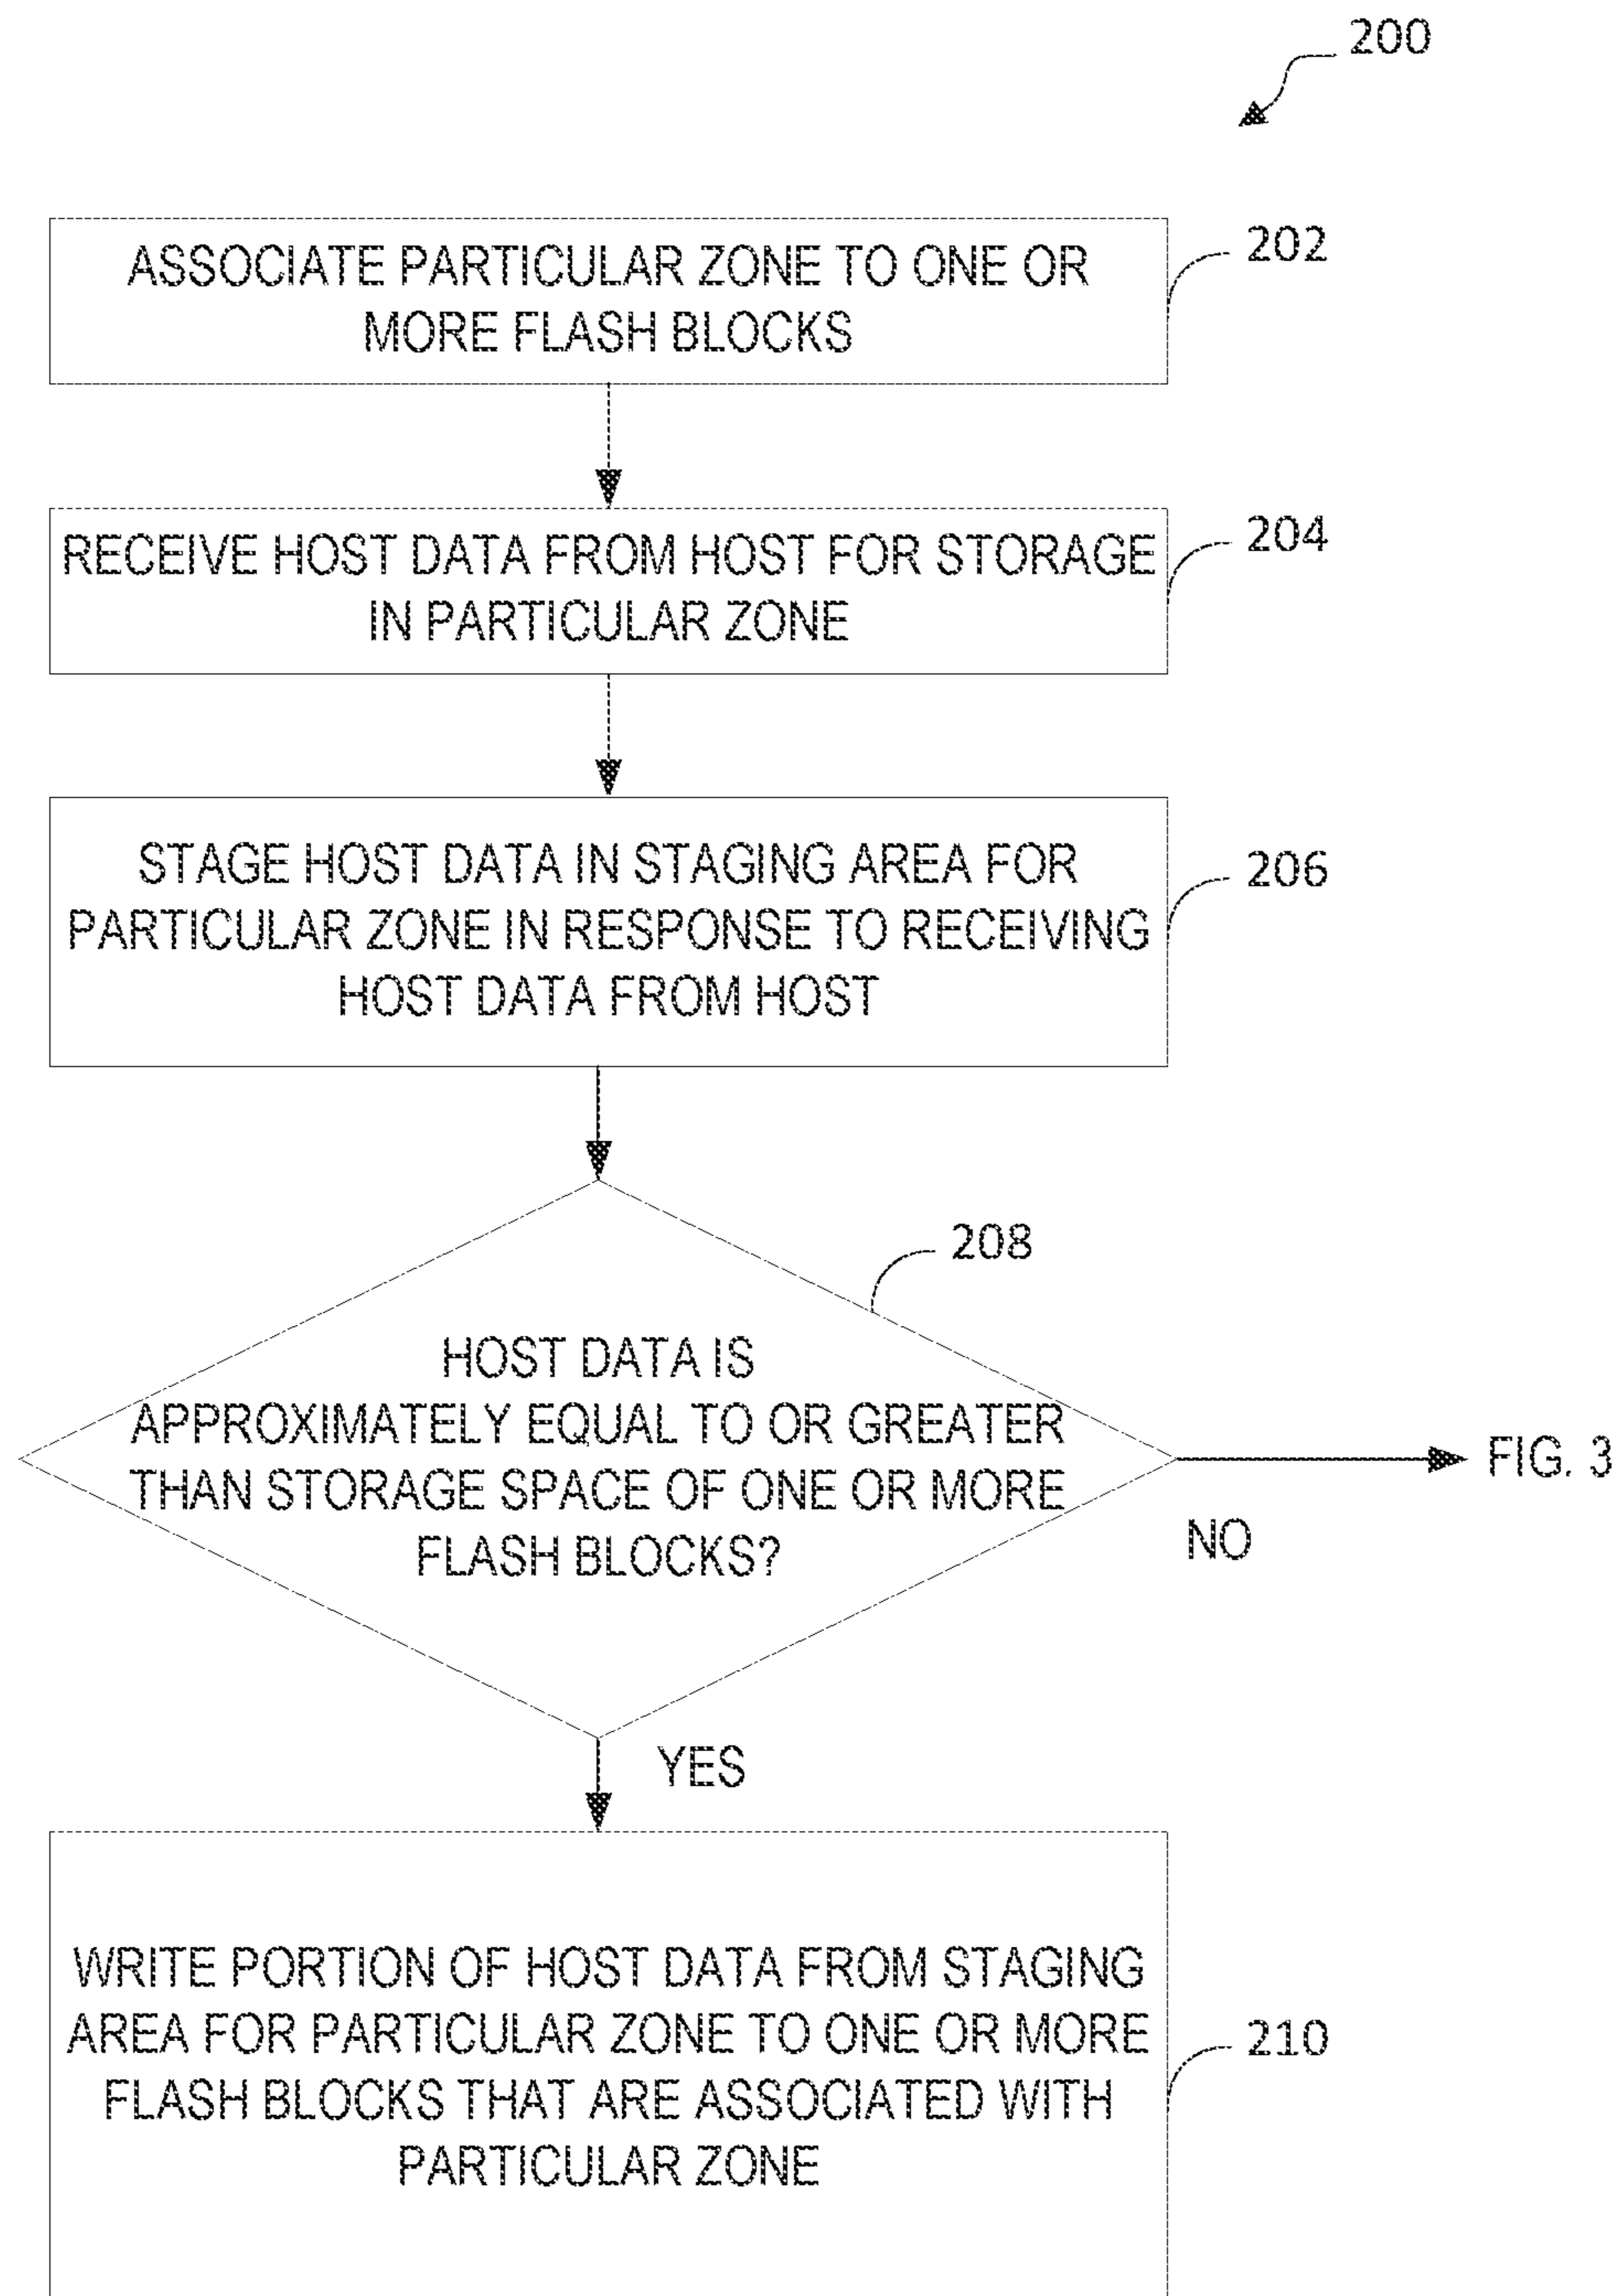 200
ASSOCIATE PARTICULAR ZONE TO ONE OR
MORE FLASH BLOCKS
202
RECEIVE HOST DATA FROM HOST FOR STORAGE
IN PARTICULAR ZONE
204
STAGE HOST DATA IN STAGING AREA FOR
PARTICULAR ZONE IN RESPONSE TO RECEIVING
HOST DATA FROM HOST
206
208
HOST DATA IS
APPROXIMATELY EQUAL TO OR GREATER
THAN STORAGE SPACE OF ONE OR MORE
FLASH BLOCKS?
FIG. 3
NO
YES
WRITE PORTION OF HOST DATA FROM STAGING
AREA FOR PARTICULAR ZONE TO ONE OR MORE
FLASH BLOCKS THAT ARE ASSOCIATED WITH
PARTICULAR ZONE
210